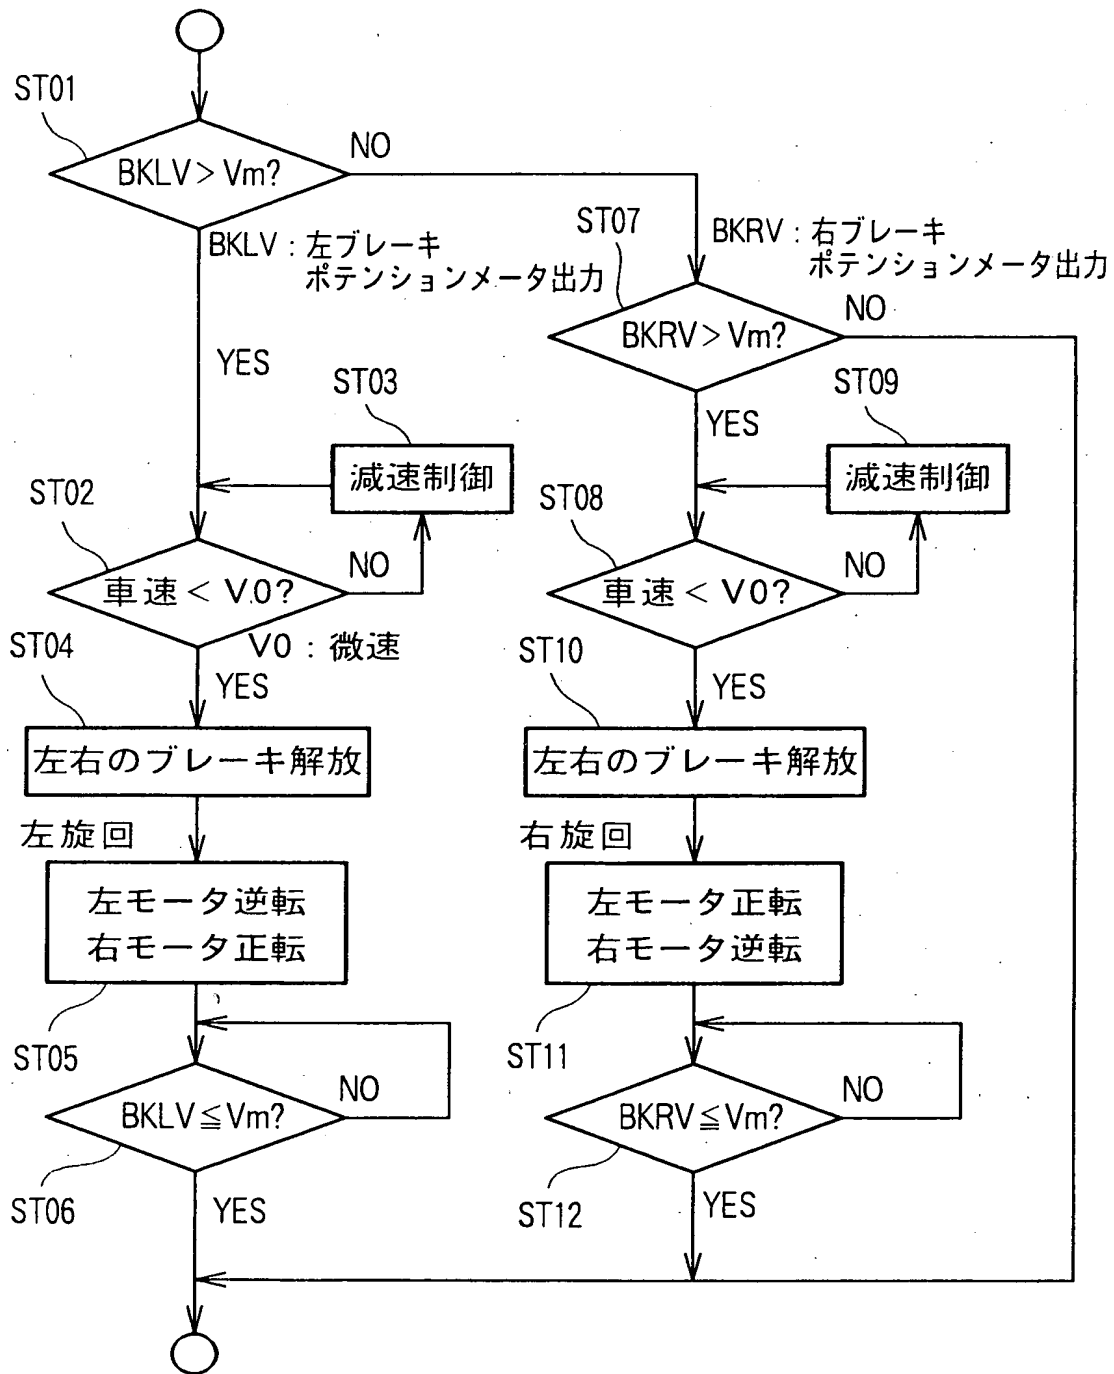 ST01
BKLV>Vm?
NO
BKLV:左ブレーキ
ポテンションメータ出力
YES
ST03
減速制御
ST02
車速<V0?
NO
V0:微速
ST04
YES
左右のブレーキ解放
左旋回
左モータ逆転
右モータ正転
ST05
BKLV≦Vm?
NO
ST06
YES
ST07
BKRV:右ブレーキ
ポテンションメータ出力
BKRV>Vm?
NO
YES
ST09
減速制御
ST08
車速<V0?
NO
ST10
YES
左右のブレーキ解放
右旋回
左モータ正転
右モータ逆転
ST11
BKRV≦Vm?
NO
ST12
YES